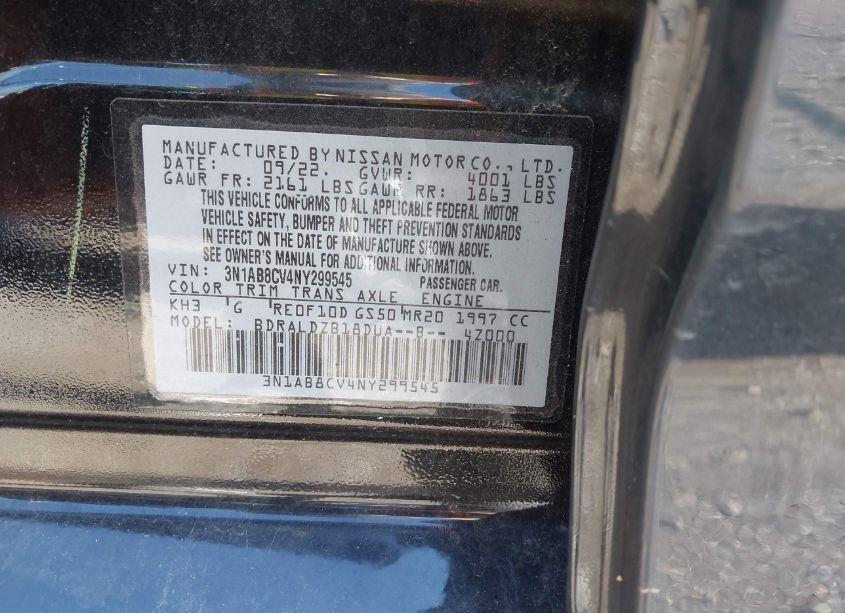 MANUFACTURED BY NISSAN MOTOR CO., LTD.
DATE: 09/22. GVWR: 4001 LBS
GAWR FR: 2161 LBS GAWR RR: 1863 LBS
THIS VEHICLE CONFORMS TO ALL APPLICABLE FEDERAL MOTOR
VEHICLE SAFETY, BUMPER AND THEFT PREVENTION STANDARDS
IN EFFECT ON THE DATE OF MANUFACTURE SHOWN ABOVE.
SEE OWNER'S MANUAL FOR ADDITIONAL INFORMATION.
VIN: 3N1AB8CV4NY299545 PASSENGER CAR.
COLOR TRIM TRANS AXLE ENGINE
KH3 G RE0F10D GS50 MR20 1997 CC
MODEL: BDRALDZB18DUA--8-- 4Z000
3N1AB8CV4NY299545